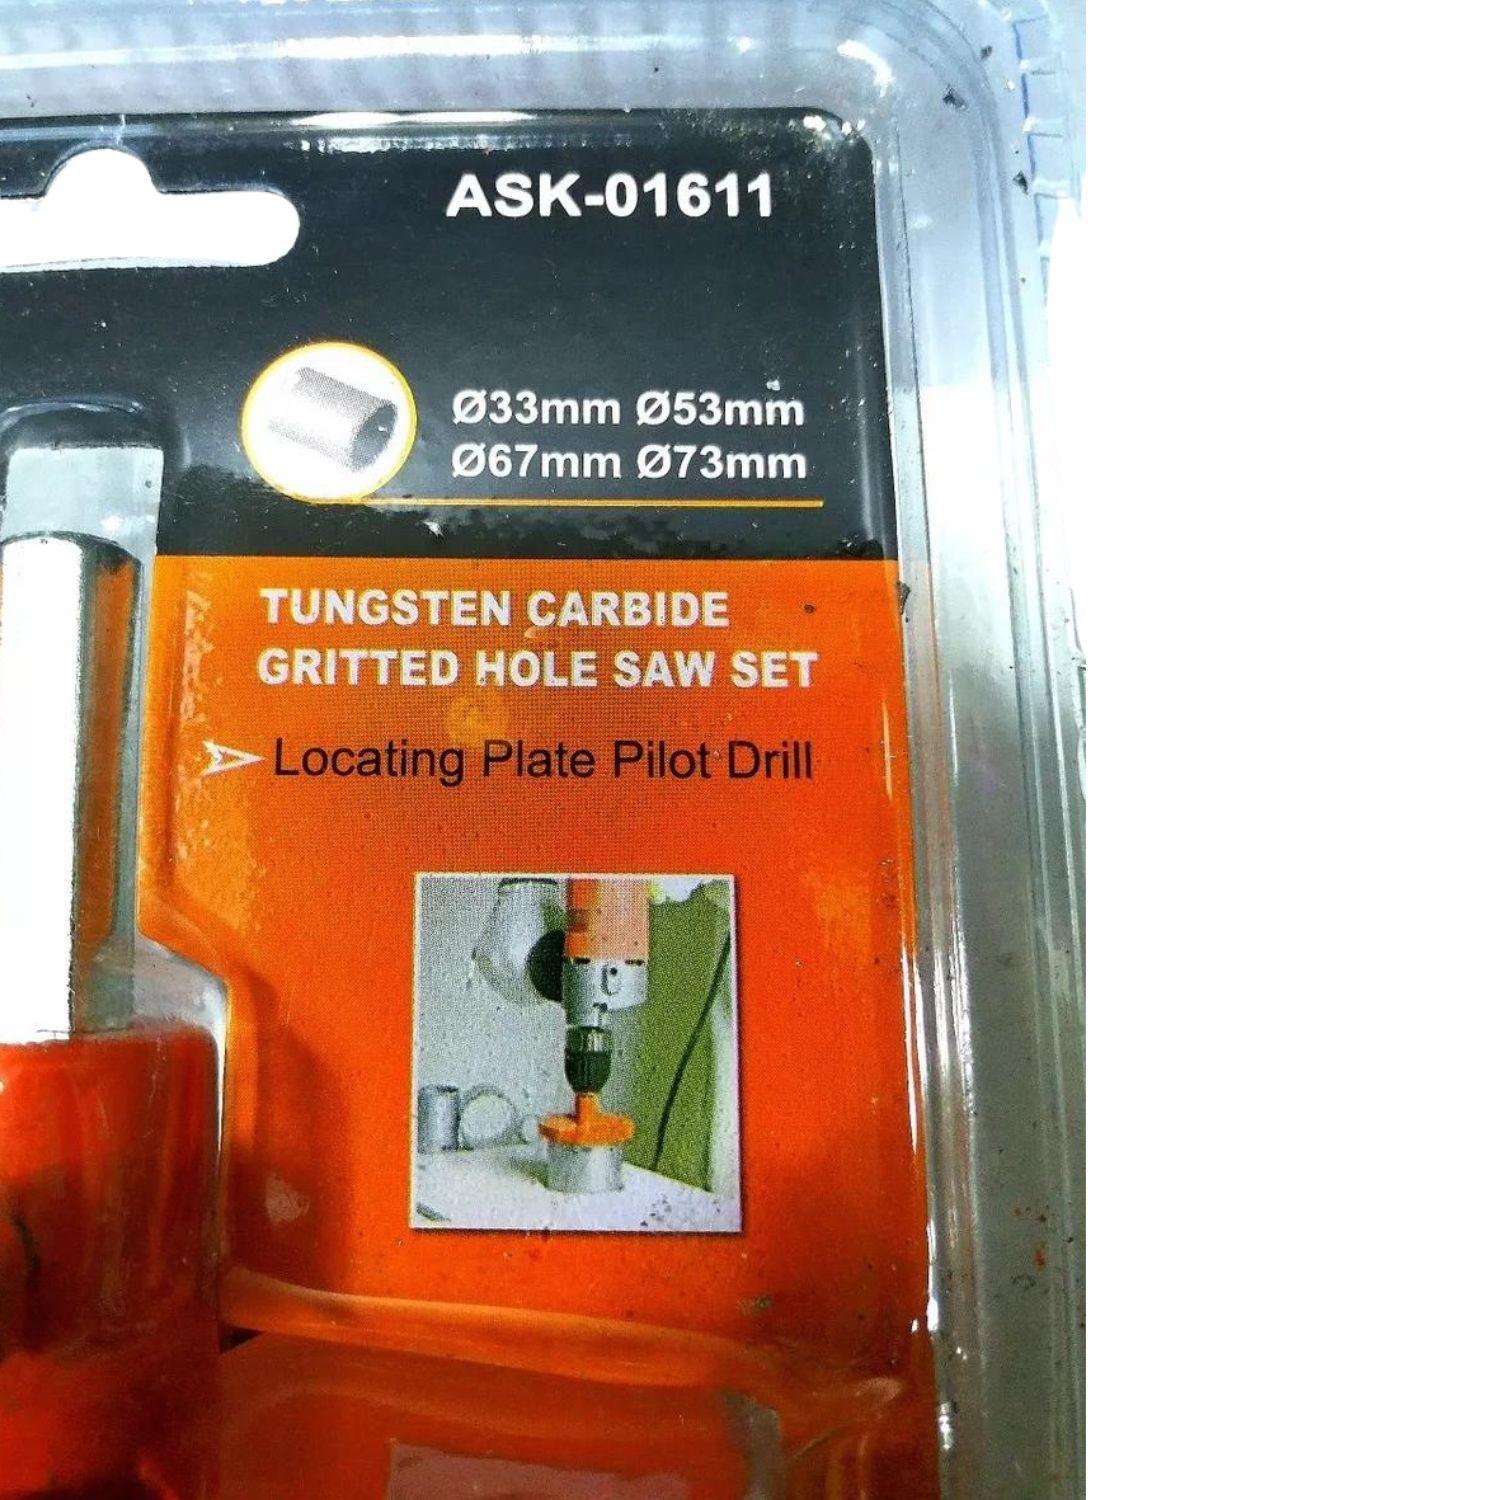 ASK-01611
Ø33mm Ø53mm
Ø67mm Ø73mm
TUNGSTEN CARBIDE
GRITTED HOLE SAW SET
Locating Plate Pilot Drill